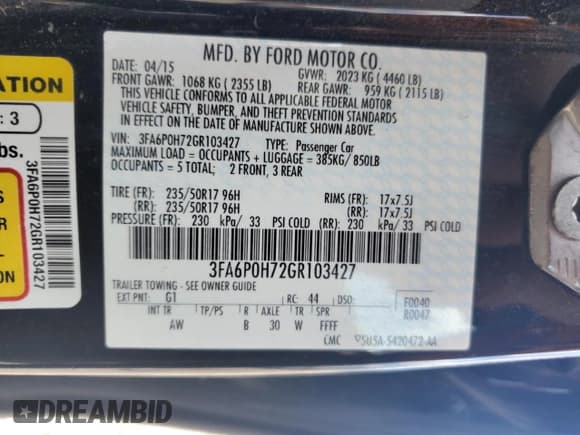 MFD. BY FORD MOTOR CO.
DATE: 04/15 GVWR: 2023 KG ( 4460 LB)
FRONT GAWR: 1068 KG ( 2355 LB) REAR GAWR: 959 KG ( 2115 LB)
THIS VEHICLE CONFORMS TO ALL APPLICABLE FEDERAL MOTOR
VEHICLE SAFETY, BUMPER, AND THEFT PREVENTION STANDARDS
IN EFFECT ON THE DATE OF MANUFACTURE SHOWN ABOVE.
VIN: 3FA6P0H72GR103427 TYPE: Passenger Car
MAXIMUM LOAD = OCCUPANTS + LUGGAGE = 385KG/ 850LB
OCCUPANTS = 5 TOTAL; 2 FRONT, 3 REAR
TIRE (FR): 235/50R17 96H RIMS (FR): 17x7.5J
(RR): 235/50R17 96H (RR): 17x7.5J
PRESSURE (FR): 230 kPa/ 33 PSI COLD (RR): 230 kPa/ 33 PSI COLD
3FA6P0H72GR103427
TRAILER TOWING - SEE OWNER GUIDE
EXT PNT: G1 RC: 44 DSO: F0040
R0047
INT TR TP/PS R AXLE TR SPR
AW B 30 W FFFF
CMC 5U5A-5420472-AA
ATION
: 3
bs.
S
R-
ION
3FA6P0H72GR103427
DREAMBID